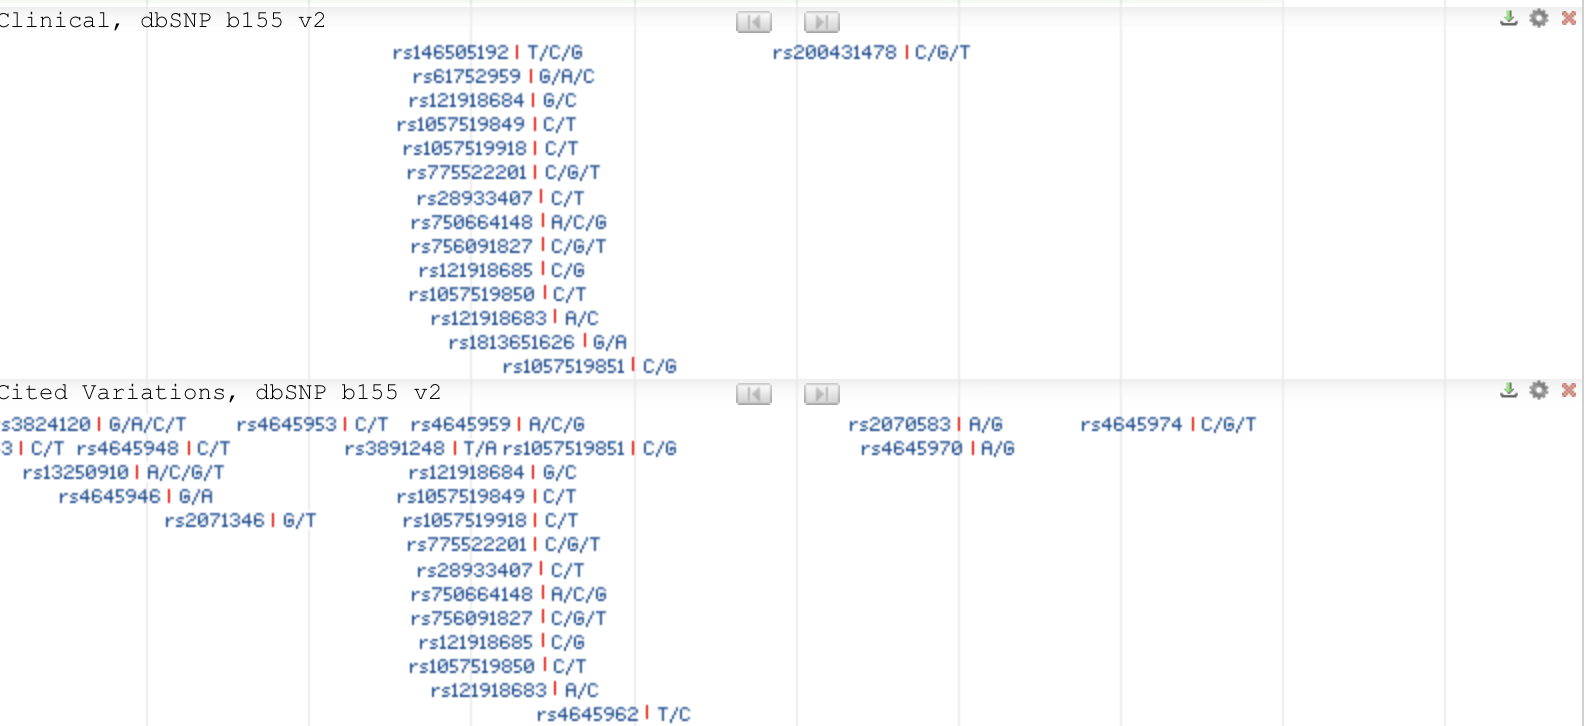 Clinical, dbSNP b155 v2
rs146505192 | T/C/G rs200431478 | C/G/T
rs61752959 | G/A/C
rs121918684 | G/C
rs1057519849 | C/T
rs1057519918 | C/T
rs775522201 | C/G/T
rs28933407 | C/T
rs750664148 | A/C/G
rs756091827 | C/G/T
rs121918685 | C/G
rs1057519850 | C/T
rs121918683 | A/C
rs1813651626 | G/A
rs1057519851 | C/G
Cited Variations, dbSNP b155 v2
s3824120 | G/A/C/T rs4645953 | C/T rs4645959 | A/C/G rs2070583 | A/G rs4645974 | C/G/T
3 | C/T rs4645948 | C/T rs3891248 | T/A rs1057519851 | C/G rs4645970 | A/G
rs13250910 | A/C/G/T rs121918684 | G/C
rs4645946 | G/A rs1057519849 | C/T
rs2071346 | G/T rs1057519918 | C/T
rs775522201 | C/G/T
rs28933407 | C/T
rs750664148 | A/C/G
rs756091827 | C/G/T
rs121918685 | C/G
rs1057519850 | C/T
rs121918683 | A/C
rs4645962 | T/C